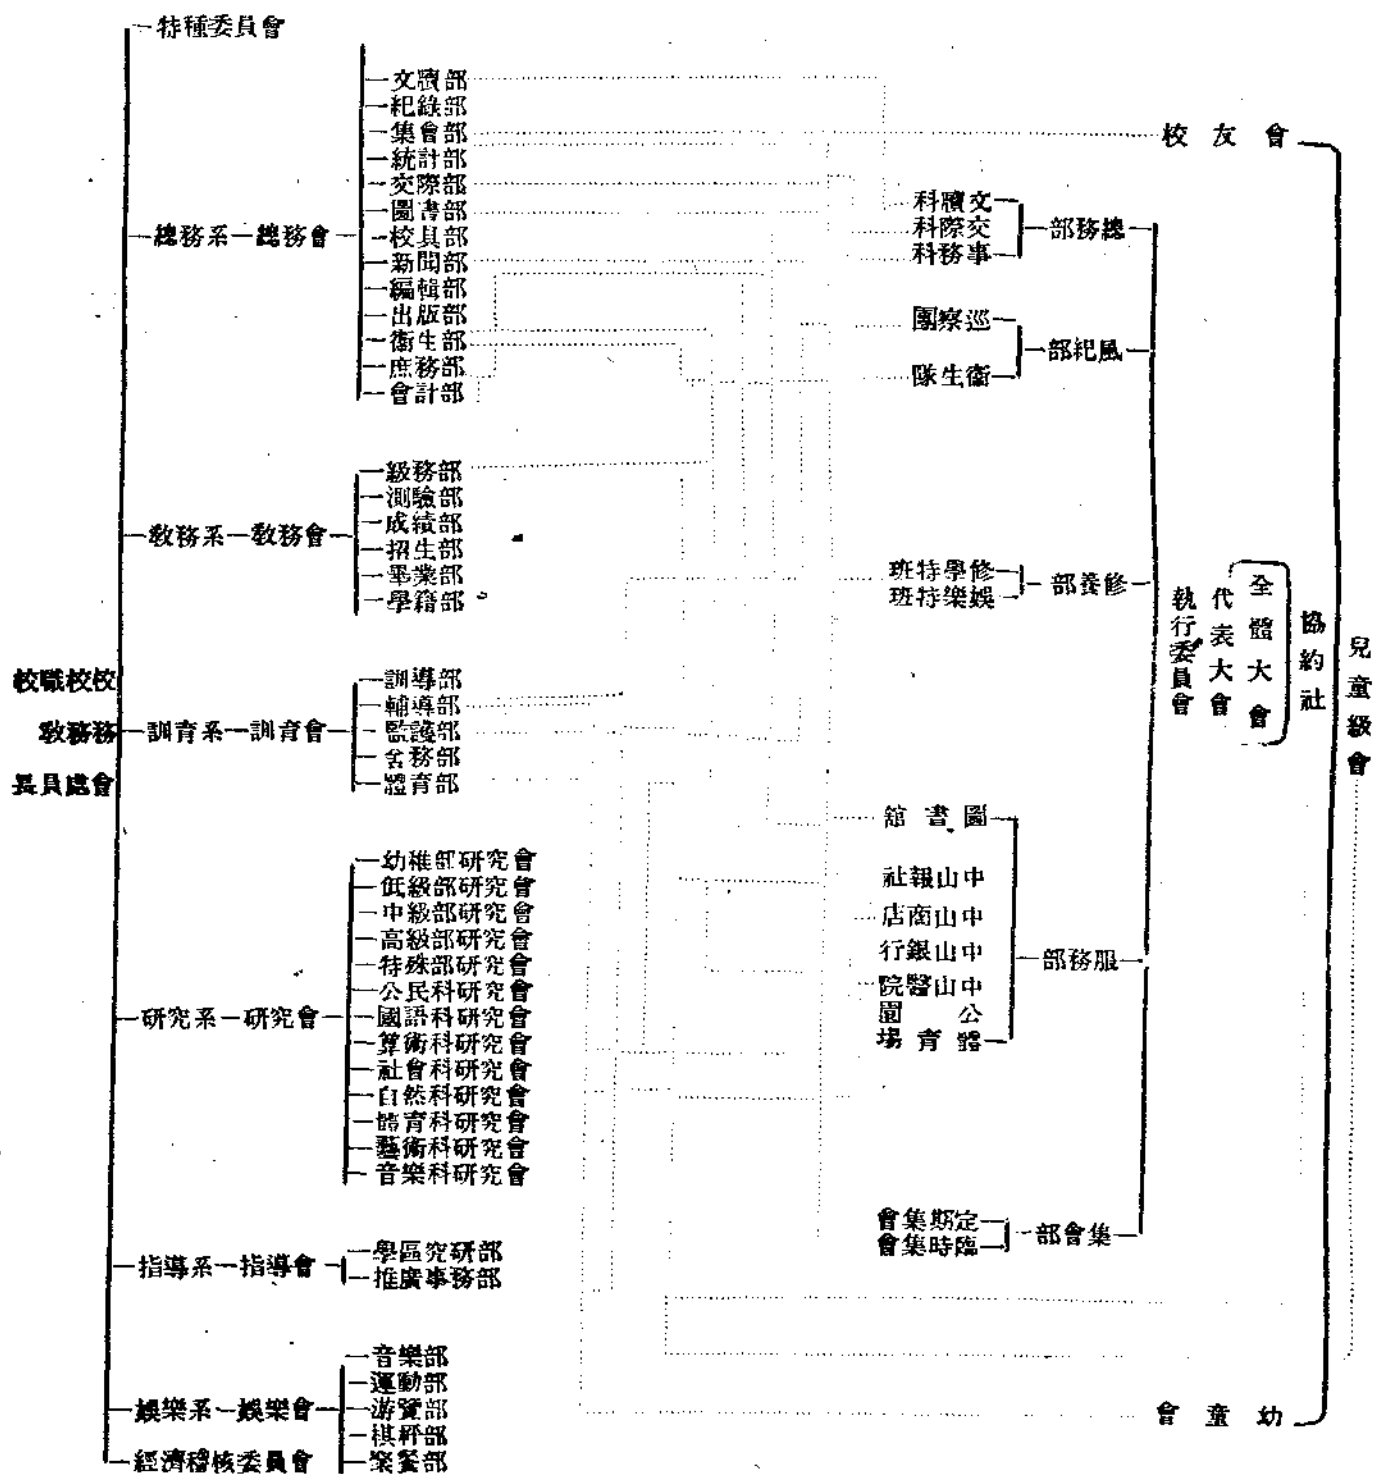 特種委員會
總務系 總務會
文牘部
紀錄部
集會部
統計部
交際部
圖書部
校具部
新聞部
編輯部
出版部
衞生部
庶務部
會計部
教務系 教務會
級務部
測驗部
成績部
招生部
畢業部
學籍部
校職校校
教務務
長員處會
訓育系 訓育會
訓導部
輔導部
監護部
舍務部
體育部
研究系 研究會
幼稚部研究會
低級部研究會
中級部研究會
高級部研究會
特殊部研究會
公民科研究會
國語科研究會
算術科研究會
社會科研究會
自然科研究會
體育科研究會
藝術科研究會
音樂科研究會
指導系 指導會
學區究研部
推廣事務部
娛樂系 娛樂會
音樂部
運動部
游覽部
棋枰部
聚餐部
經濟稽核委員會
校友會
科牘文
科際交
科務事
部務總
團察巡
隊生衞
部紀風
班特學修
班特樂娛
部養修
館書圖
社報山中
店商山中
行銀山中
院醫山中
園公
場育體
部務服
會集期定
會集時臨
部會集
執行委員會
代表大會
全體大會
協約社
兒童級會
會童幼